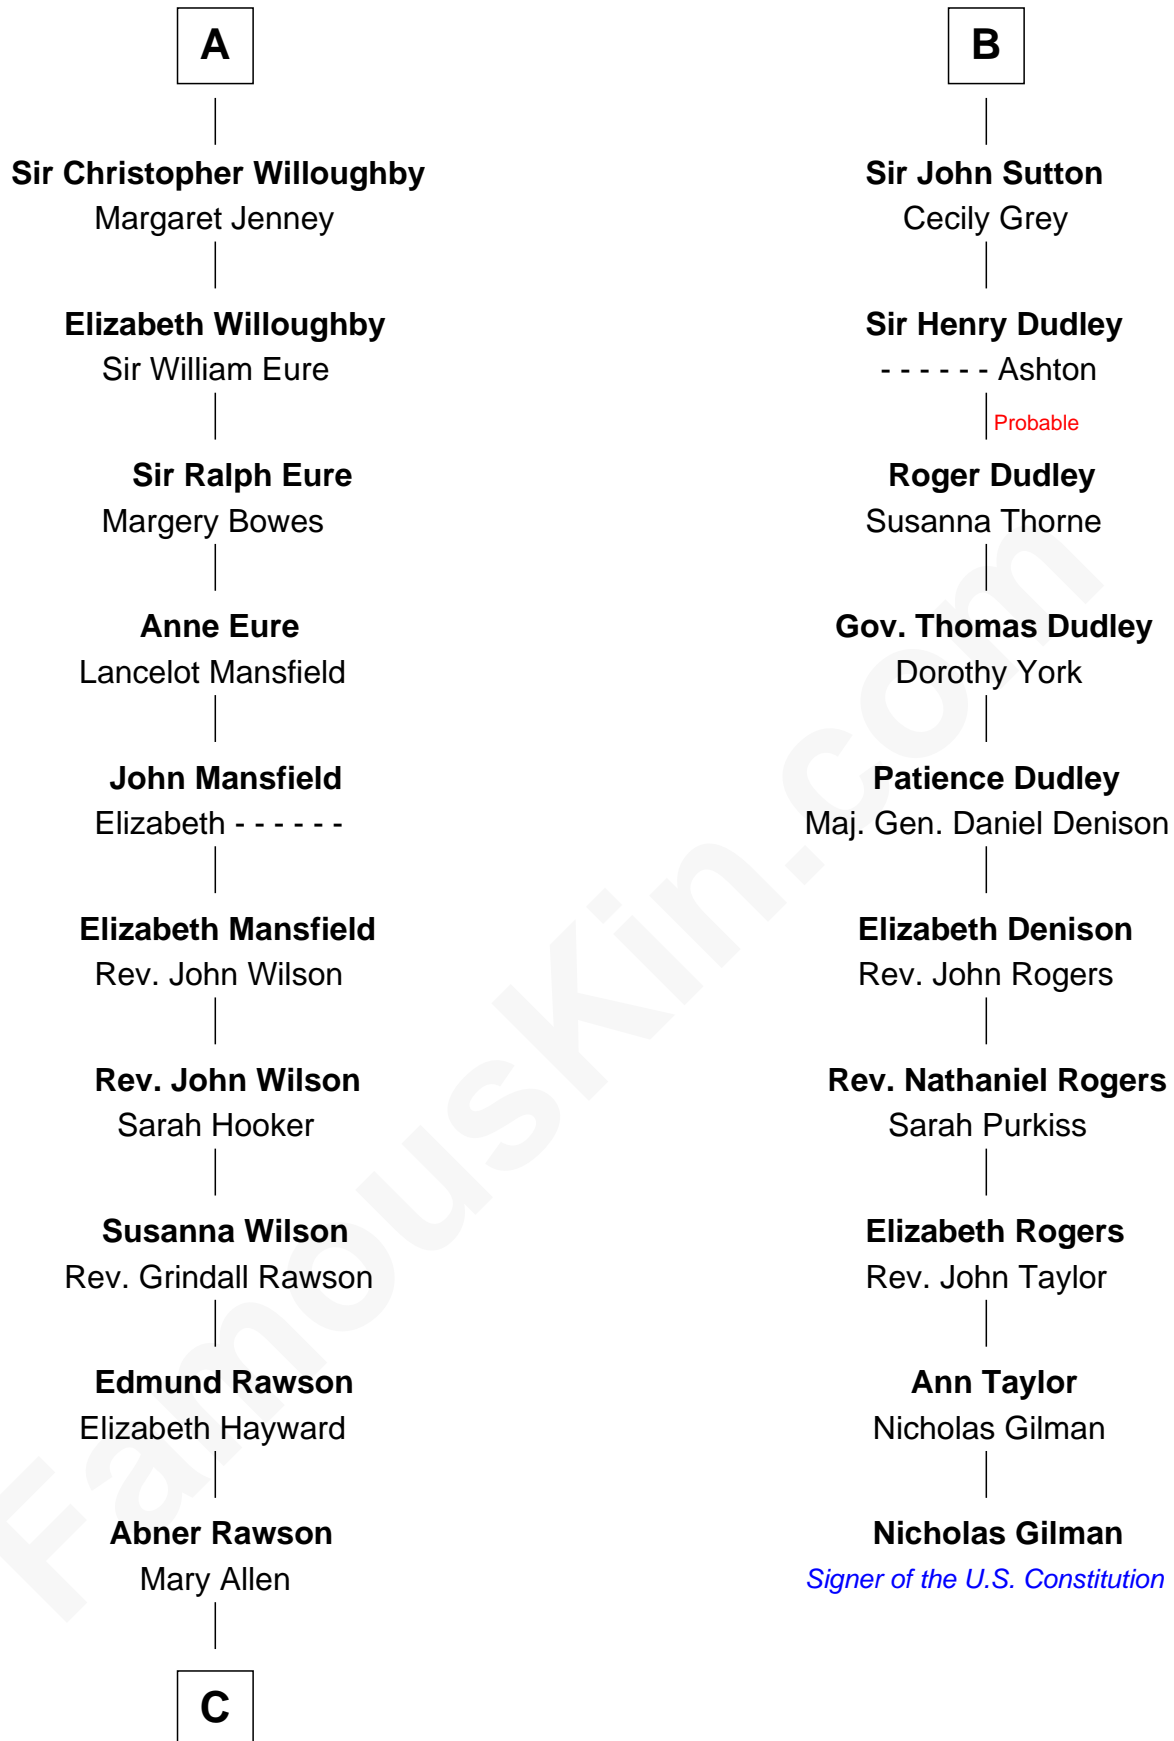 A
Sir Christopher Willoughby
Margaret Jenney
Elizabeth Willoughby
Sir William Eure
Sir Ralph Eure
Margery Bowes
Anne Eure
Lancelot Mansfield
John Mansfield
Elizabeth - - - - - -
Elizabeth Mansfield
Rev. John Wilson
Rev. John Wilson
Sarah Hooker
Susanna Wilson
Rev. Grindall Rawson
Edmund Rawson
Elizabeth Hayward
Abner Rawson
Mary Allen
C
B
Sir John Sutton
Cecily Grey
Sir Henry Dudley
- - - - - - Ashton
Probable
Roger Dudley
Susanna Thorne
Gov. Thomas Dudley
Dorothy York
Patience Dudley
Maj. Gen. Daniel Denison
Elizabeth Denison
Rev. John Rogers
Rev. Nathaniel Rogers
Sarah Purkiss
Elizabeth Rogers
Rev. John Taylor
Ann Taylor
Nicholas Gilman
Nicholas Gilman
Signer of the U.S. Constitution
FamousKin.com